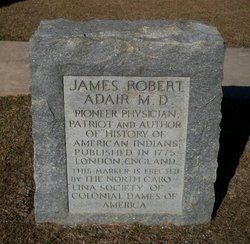 JAMES ROBERT
ADAIR M.D.
PIONEER PHYSICIAN,
PATRIOT AND AUTHOR
OF "HISTORY OF
AMERICAN INDIANS"
PUBLISHED IN 1775
LONDON, ENGLAND.
THIS MARKER IS ERECTED
BY THE NORTH CARO-
LINA SOCIETY OF
COLONIAL DAMES OF
AMERICA